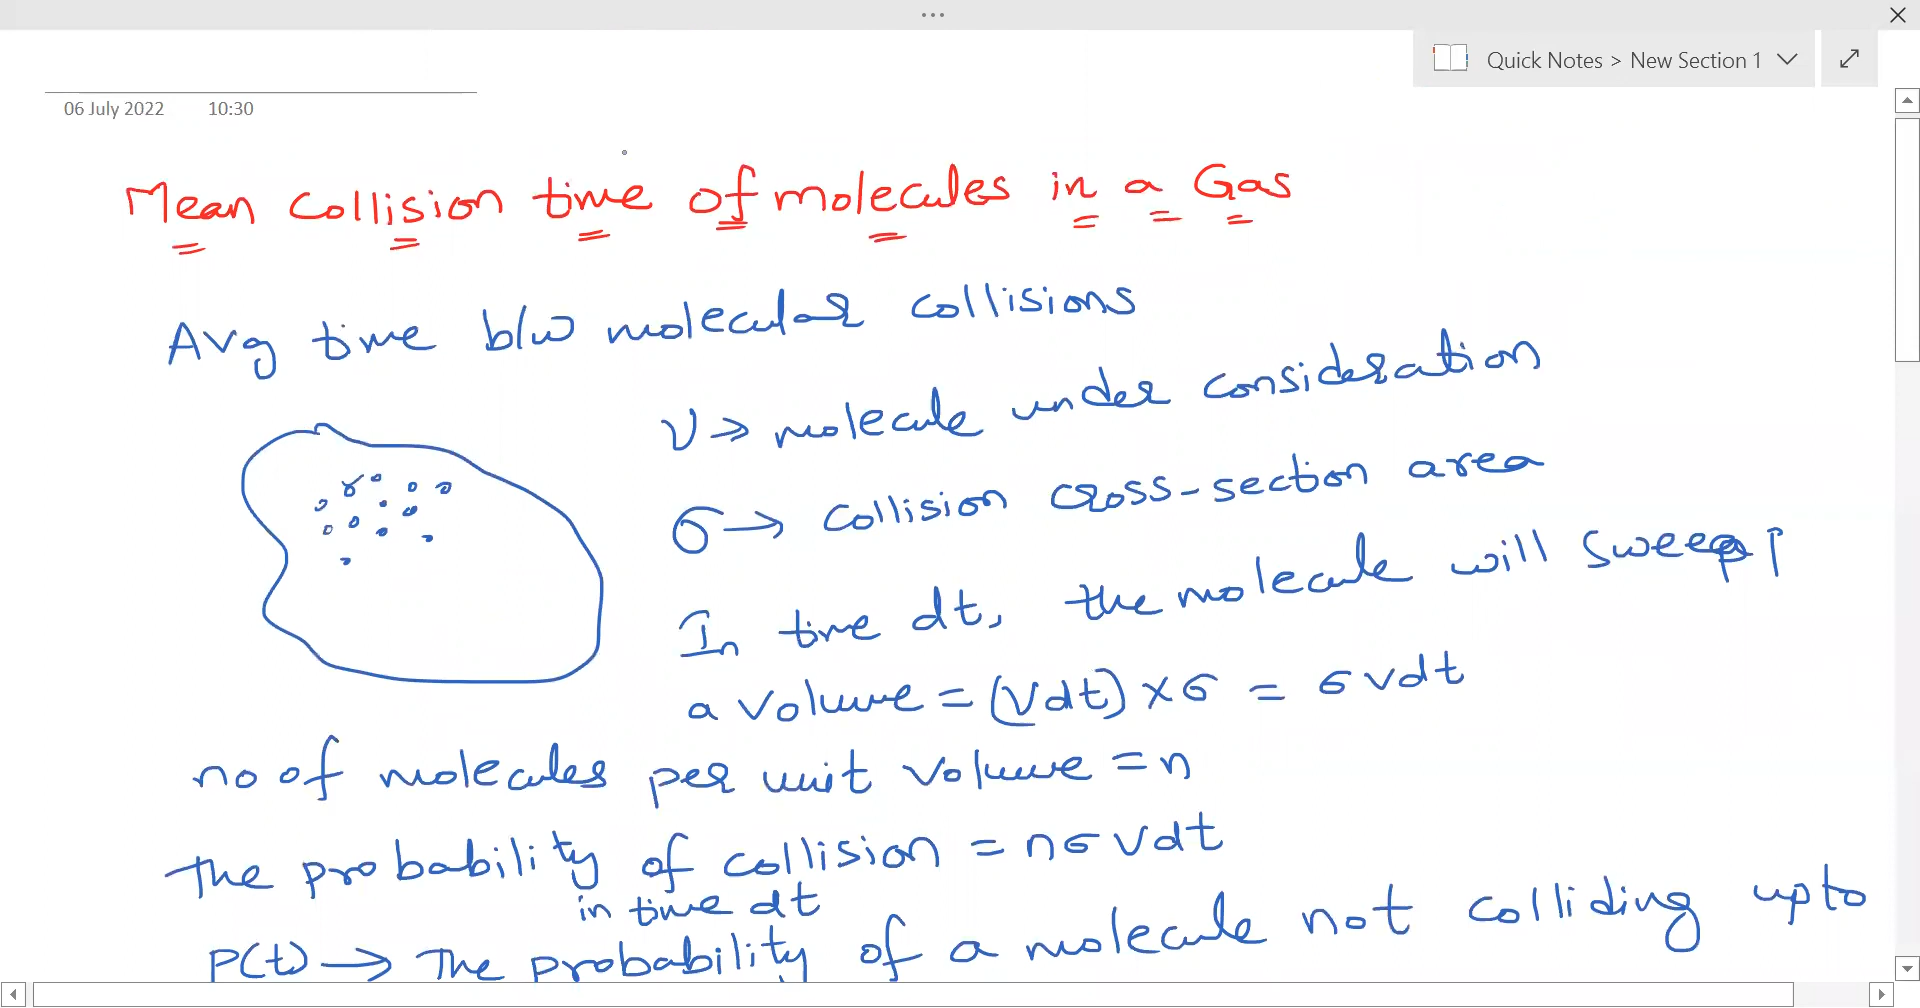 Quick Notes > New Section 1
06 July 2022 10:30
Mean Collision time of molecules in a Gas
Avg time b/w molecular collisions
v → molecule under consideration
σ → collision cross-section area
In time dt, the molecule will sweep
a volume = (vdt) × σ = σvdt
no of molecules per unit volume = n
The probability of collision = nσvdt
in time dt
P(t) → The probability of a molecule not colliding upto